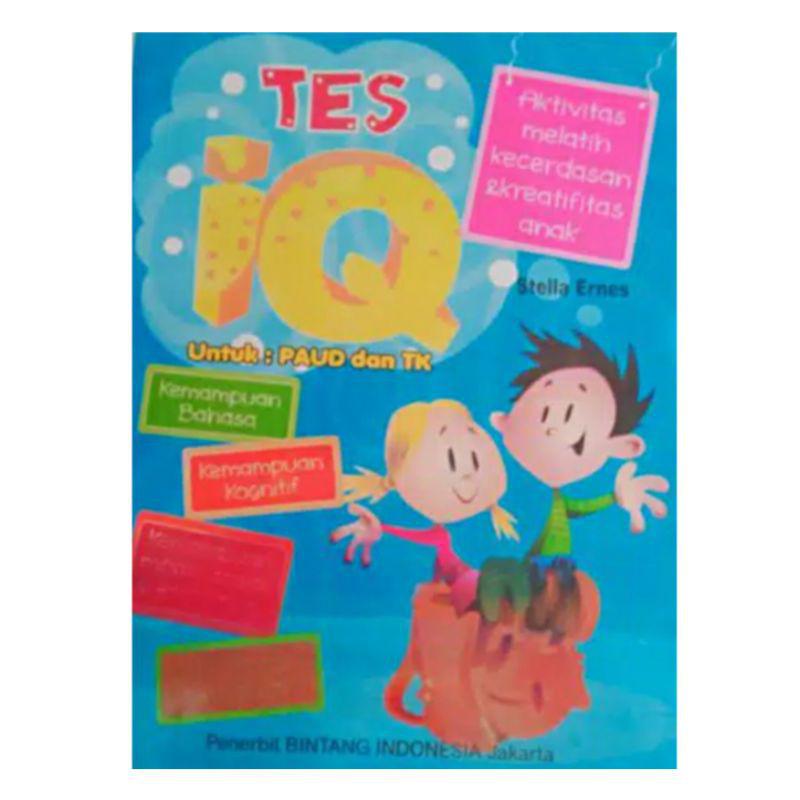 TES
iQ
Untuk : PAUD dan TK
Aktivitas
melatih
kecerdasan
&kreatifitas
anak
Stella Ernes
Kemampuan
Bahasa
Kemampuan
Kognitif
Penerbit BINTANG INDONESIA Jakarta